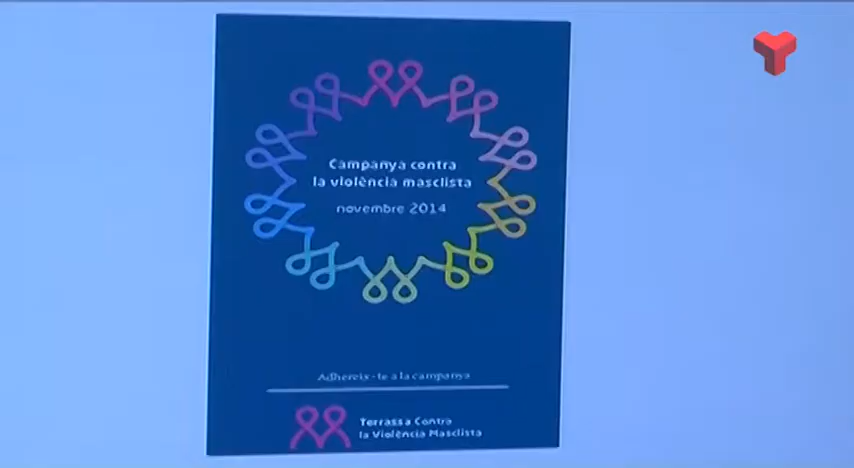 Campanya contra
la violència masclista
novembre 2014
Adhereix-te a la campanya
Terrassa Contra
la Violència Masclista